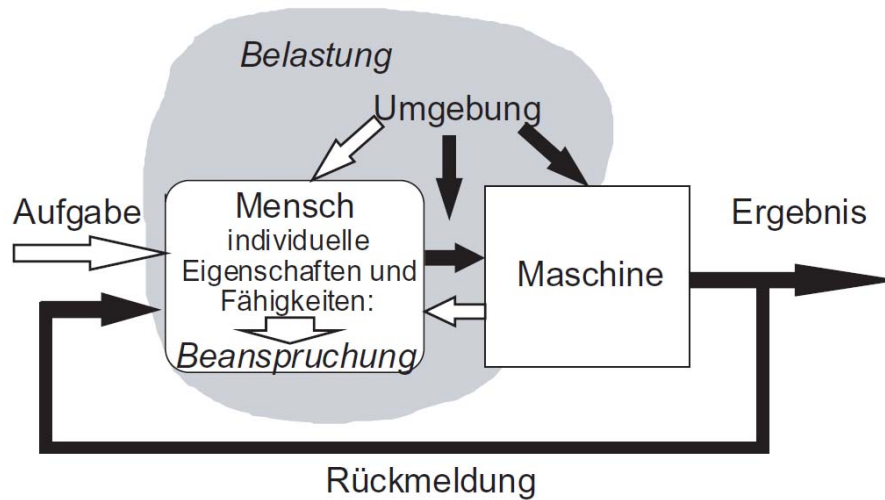 Belastung
Umgebung
Aufgabe
Mensch
individuelle
Eigenschaften und
Fähigkeiten:
Beanspruchung
Maschine
Ergebnis
Rückmeldung